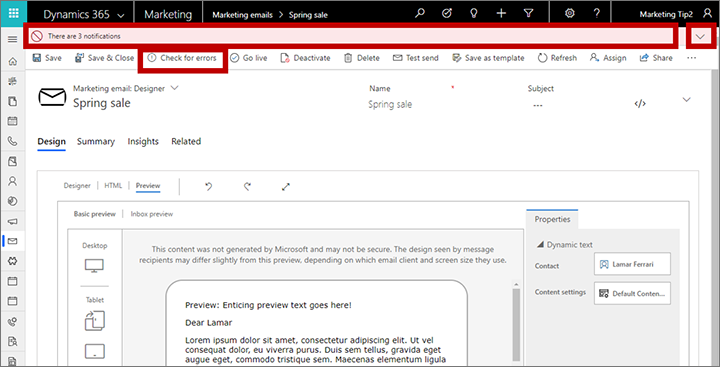 Dynamics 365 Marketing Marketing emails > Spring sale Marketing Tip2
There are 3 notifications
Save Save & Close Check for errors Go live Deactivate Delete Test send Save as template Refresh Assign Share ...
Marketing email: Designer
Spring sale
Name *
Spring sale
Subject
...
</>
Design Summary Insights Related
Designer | HTML | Preview
Basic preview | Inbox preview
Properties
Desktop
This content was not generated by Microsoft and may not be secure. The design seen by message
recipients may differ slightly from this preview, depending on which email client and screen size they use.
Dynamic text
Contact Lamar Ferrari
Content settings Default Conten...
Tablet
Preview: Enticing preview text goes here!
Dear Lamar
Lorem ipsum dolor sit amet, consectetur adipiscing elit. Ut vel
consequat dolor, eu viverra purus. Duis sem tellus, gravida eget
augue eget, commodo tristique sem. Maecenas elementum ligula